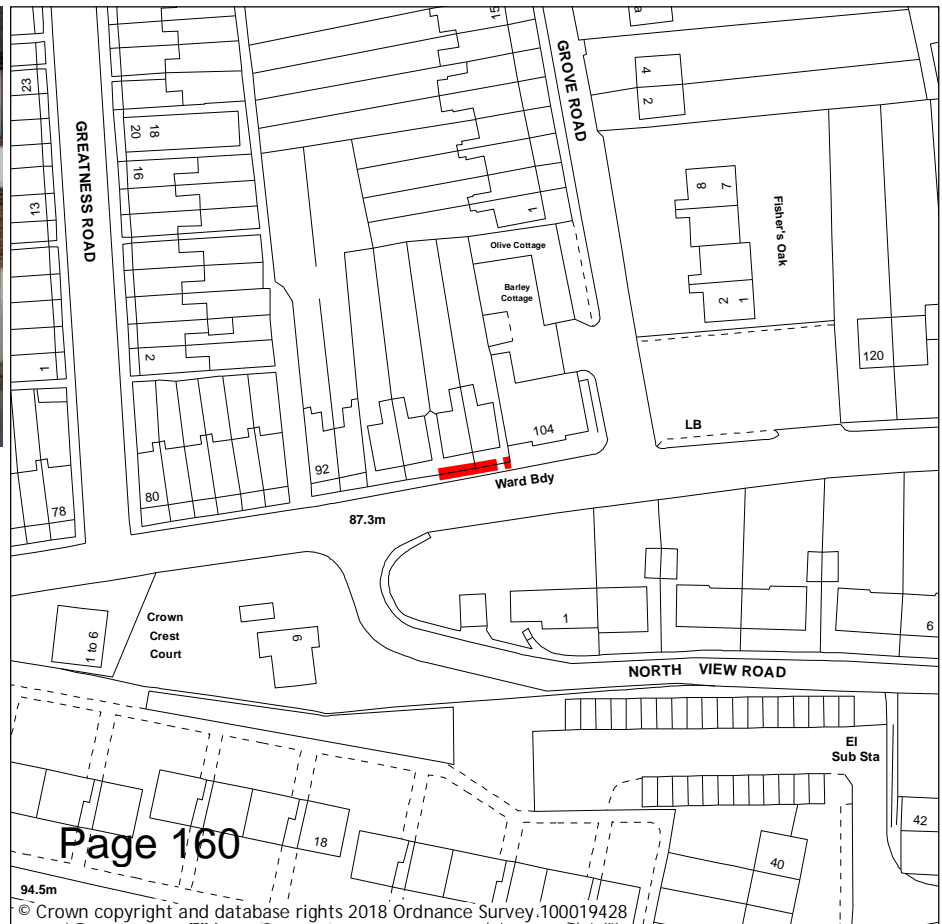 15
GROVE ROAD
4
2
23
GREATNESS ROAD
20
18
16
13
8
7
Fisher's Oak
1
Olive Cottage
Barley
Cottage
2
1
2
1
120
104
LB
92
Ward Bdy
80
78
87.3m
Crown
Crest
Court
1 to 6
9
1
6
NORTH VIEW ROAD
El
Sub Sta
42
Page 160
18
40
94.5m
© Crown copyright and database rights 2018 Ordnance Survey 100019428